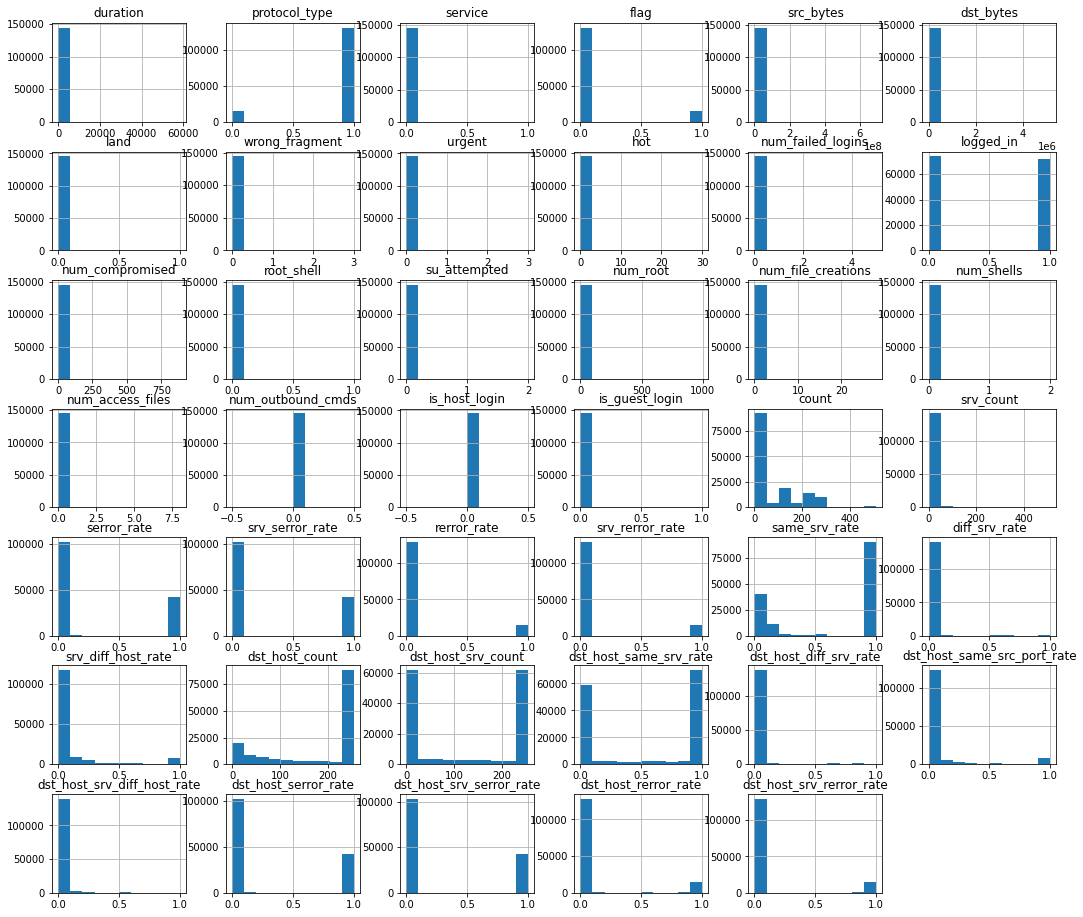 duration protocol_type service flag src_bytes dst_bytes
150000 150000 150000 150000
100000 100000 100000 100000 100000 100000
50000 50000 50000 50000 50000 50000
0 0 0 0 0 0
0 20000 40000 60000 0.0 0.5 1.0 0.0 0.5 1.0 0.0 0.5 1.0 0 2 4 6 0 2 4
1e8 1e6
land wrong_fragment urgent hot num_failed_logins logged_in
150000 150000 150000 150000 150000
100000 100000 100000 100000 100000 60000
50000 50000 50000 50000 50000 40000
20000
0 0 0 0 0 0
0.0 0.5 1.0 0 1 2 3 0 1 2 3 0 10 20 30 0 2 4 0.0 0.5 1.0
num_compromised root_shell su_attempted num_root num_file_creations num_shells
150000 150000 150000 150000 150000 150000
100000 100000 100000 100000 100000 100000
50000 50000 50000 50000 50000 50000
0 0 0 0 0 0
0 250 500 750 0.0 0.5 1.0 0 1 2 0 500 1000 0 10 20 0 1 2
num_access_files num_outbound_cmds is_host_login is_guest_login count srv_count
150000 150000 150000 150000 75000
100000 100000 100000 100000 50000 100000
50000 50000 50000 50000 25000 50000
0 0 0 0 0 0
0.0 2.5 5.0 7.5 −0.5 0.0 0.5 −0.5 0.0 0.5 0.0 0.5 1.0 0 200 400 0 200 400
serror_rate srv_serror_rate rerror_rate srv_rerror_rate same_srv_rate diff_srv_rate
100000 100000 100000 100000 75000 100000
50000 50000 50000 50000 50000 50000
25000
0 0 0 0 0 0
0.0 0.5 1.0 0.0 0.5 1.0 0.0 0.5 1.0 0.0 0.5 1.0 0.0 0.5 1.0 0.0 0.5 1.0
srv_diff_host_rate dst_host_count dst_host_srv_count dst_host_same_srv_rate dst_host_diff_srv_rate dst_host_same_src_port_rate
100000 75000 60000 60000 100000 100000
50000 50000 40000 40000 50000 50000
25000 20000 20000
0 0 0 0 0 0
0.0 0.5 1.0 0 100 200 0 100 200 0.0 0.5 1.0 0.0 0.5 1.0 0.0 0.5 1.0
dst_host_srv_diff_host_rate dst_host_serror_rate dst_host_srv_serror_rate dst_host_rerror_rate dst_host_srv_rerror_rate
100000 100000 100000 100000 100000
50000 50000 50000 50000 50000
0 0 0 0 0
0.0 0.5 1.0 0.0 0.5 1.0 0.0 0.5 1.0 0.0 0.5 1.0 0.0 0.5 1.0